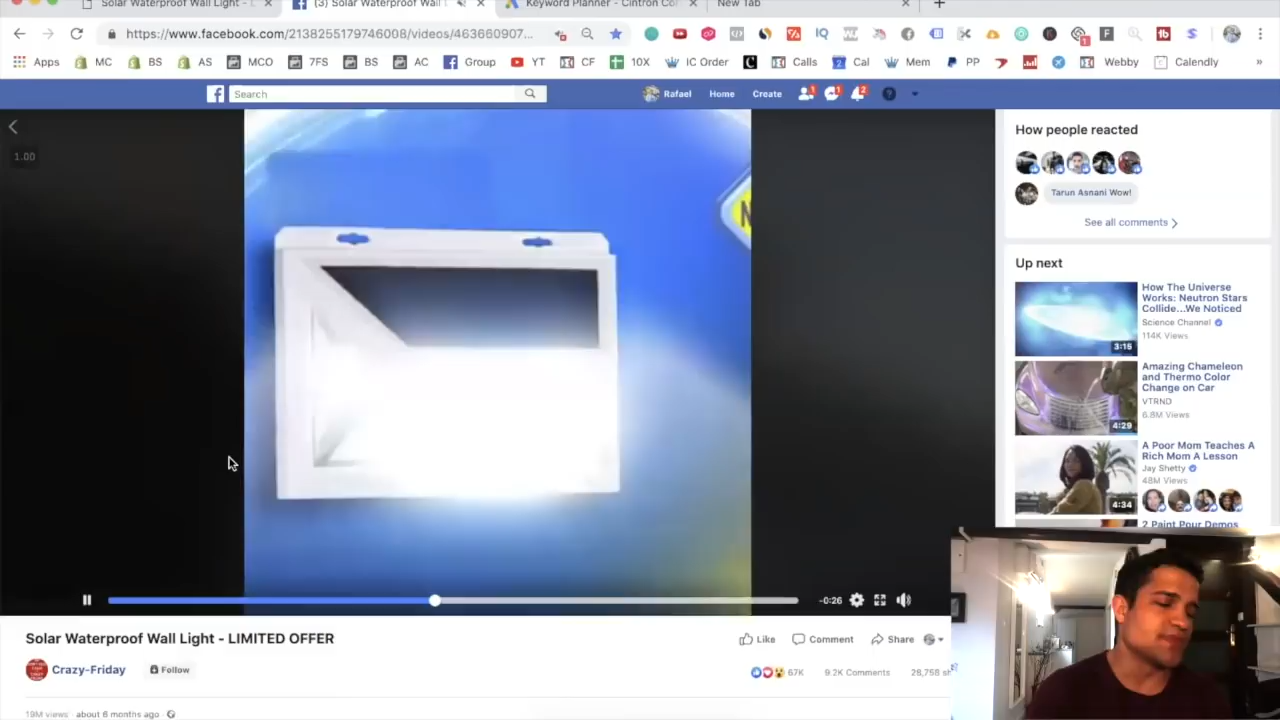 Solar Waterproof Wall Light - L
(3) Solar Waterproof Wall
Keyword Planner - Cintron Co
New Tab
https://www.facebook.com/2138255179746008/videos/463660907...
Apps MC BS AS MCO 7FS BS AC Group YT CF 10X IC Order Calls Cal Mem PP Webby Calendly »
Search
Rafael Home Create
1.00
How people reacted
Tarun Asnani Wow!
See all comments
Up next
How The Universe
Works: Neutron Stars
Collide...We Noticed
Science Channel
114K Views
3:15
Amazing Chameleon
and Thermo Color
Change on Car
VTRND
6.8M Views
4:29
A Poor Mom Teaches A
Rich Mom A Lesson
Jay Shetty
48M Views
4:34
2 Paint Pour Demos
-0:26
Solar Waterproof Wall Light - LIMITED OFFER
Like Comment Share
Crazy-Friday Follow
67K 9.2K Comments 28,758 sh
19M views · about 6 months ago